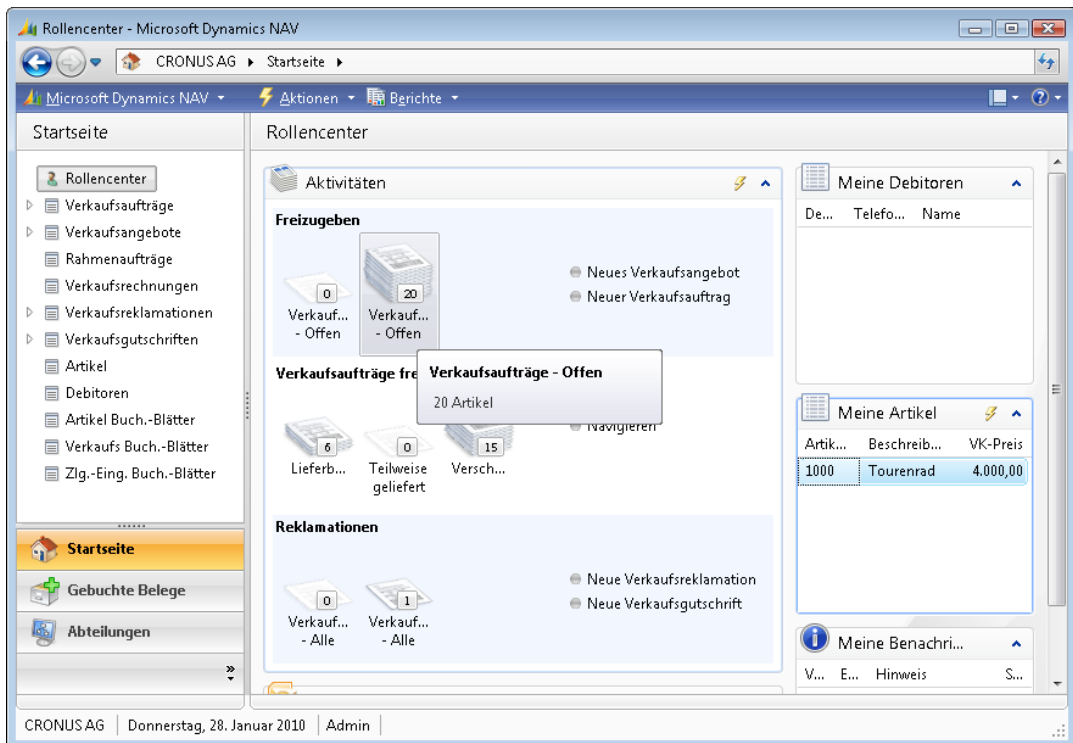 Rollencenter - Microsoft Dynamics NAV
CRONUS AG Startseite
Microsoft Dynamics NAV Aktionen Berichte
Startseite
Rollencenter
Verkaufsaufträge
Verkaufsangebote
Rahmenaufträge
Verkaufsrechnungen
Verkaufsreklamationen
Verkaufsgutschriften
Artikel
Debitoren
Artikel Buch.-Blätter
Verkaufs Buch.-Blätter
Zlg.-Eing. Buch.-Blätter
Startseite
Gebuchte Belege
Abteilungen
Rollencenter
Aktivitäten
Freizugeben
0
Verkauf...
- Offen
20
Verkauf...
- Offen
Neues Verkaufsangebot
Neuer Verkaufsauftrag
Verkaufsaufträge - Offen
20 Artikel
Verkaufsaufträge fre
Navigieren
6
Lieferb...
0
Teilweise
geliefert
15
Versch...
Reklamationen
0
Verkauf...
- Alle
1
Verkauf...
- Alle
Neue Verkaufsreklamation
Neue Verkaufsgutschrift
Meine Debitoren
De... Telefo... Name
Meine Artikel
Artik... Beschreib... VK-Preis
1000 Tourenrad 4.000,00
Meine Benachri...
V... E... Hinweis S...
CRONUS AG Donnerstag, 28. Januar 2010 Admin